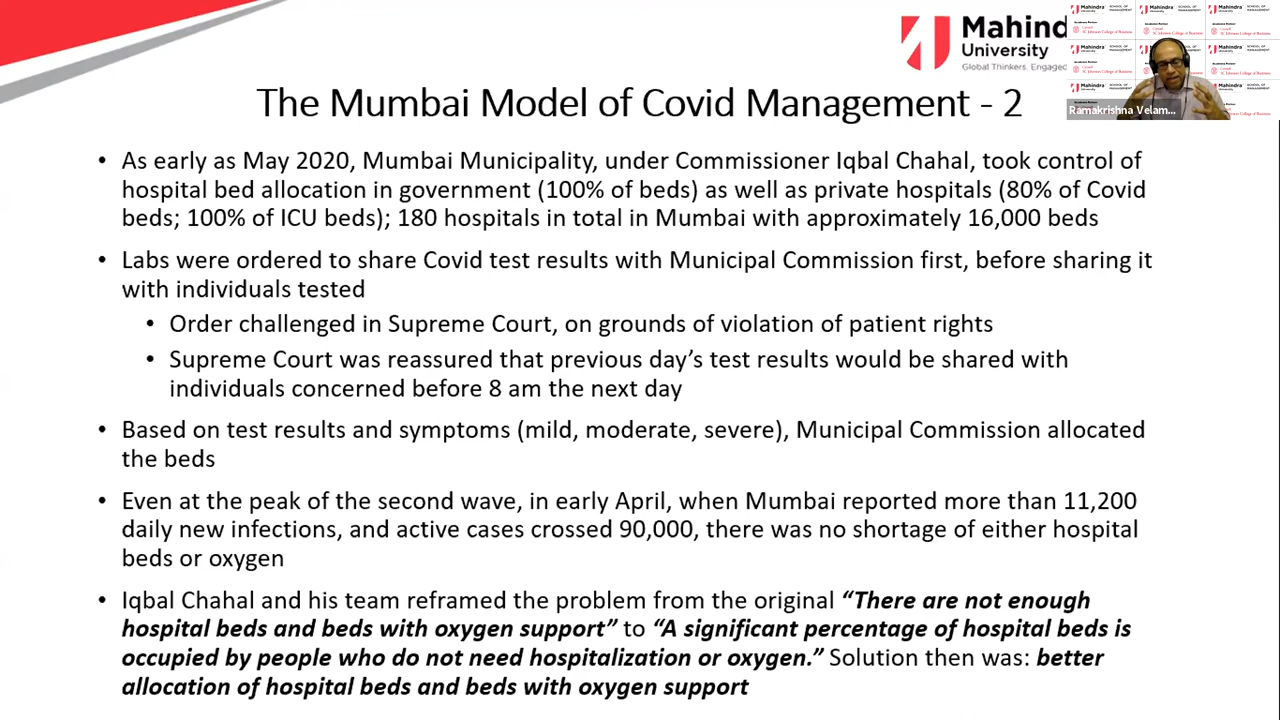 Mahind
University
Global Thinkers. Engaged
Ramakrishna Velam...
The Mumbai Model of Covid Management - 2
• As early as May 2020, Mumbai Municipality, under Commissioner Iqbal Chahal, took control of
hospital bed allocation in government (100% of beds) as well as private hospitals (80% of Covid
beds; 100% of ICU beds); 180 hospitals in total in Mumbai with approximately 16,000 beds
• Labs were ordered to share Covid test results with Municipal Commission first, before sharing it
with individuals tested
• Order challenged in Supreme Court, on grounds of violation of patient rights
• Supreme Court was reassured that previous day's test results would be shared with
individuals concerned before 8 am the next day
• Based on test results and symptoms (mild, moderate, severe), Municipal Commission allocated
the beds
• Even at the peak of the second wave, in early April, when Mumbai reported more than 11,200
daily new infections, and active cases crossed 90,000, there was no shortage of either hospital
beds or oxygen
• Iqbal Chahal and his team reframed the problem from the original “There are not enough
hospital beds and beds with oxygen support” to “A significant percentage of hospital beds is
occupied by people who do not need hospitalization or oxygen.” Solution then was: better
allocation of hospital beds and beds with oxygen support